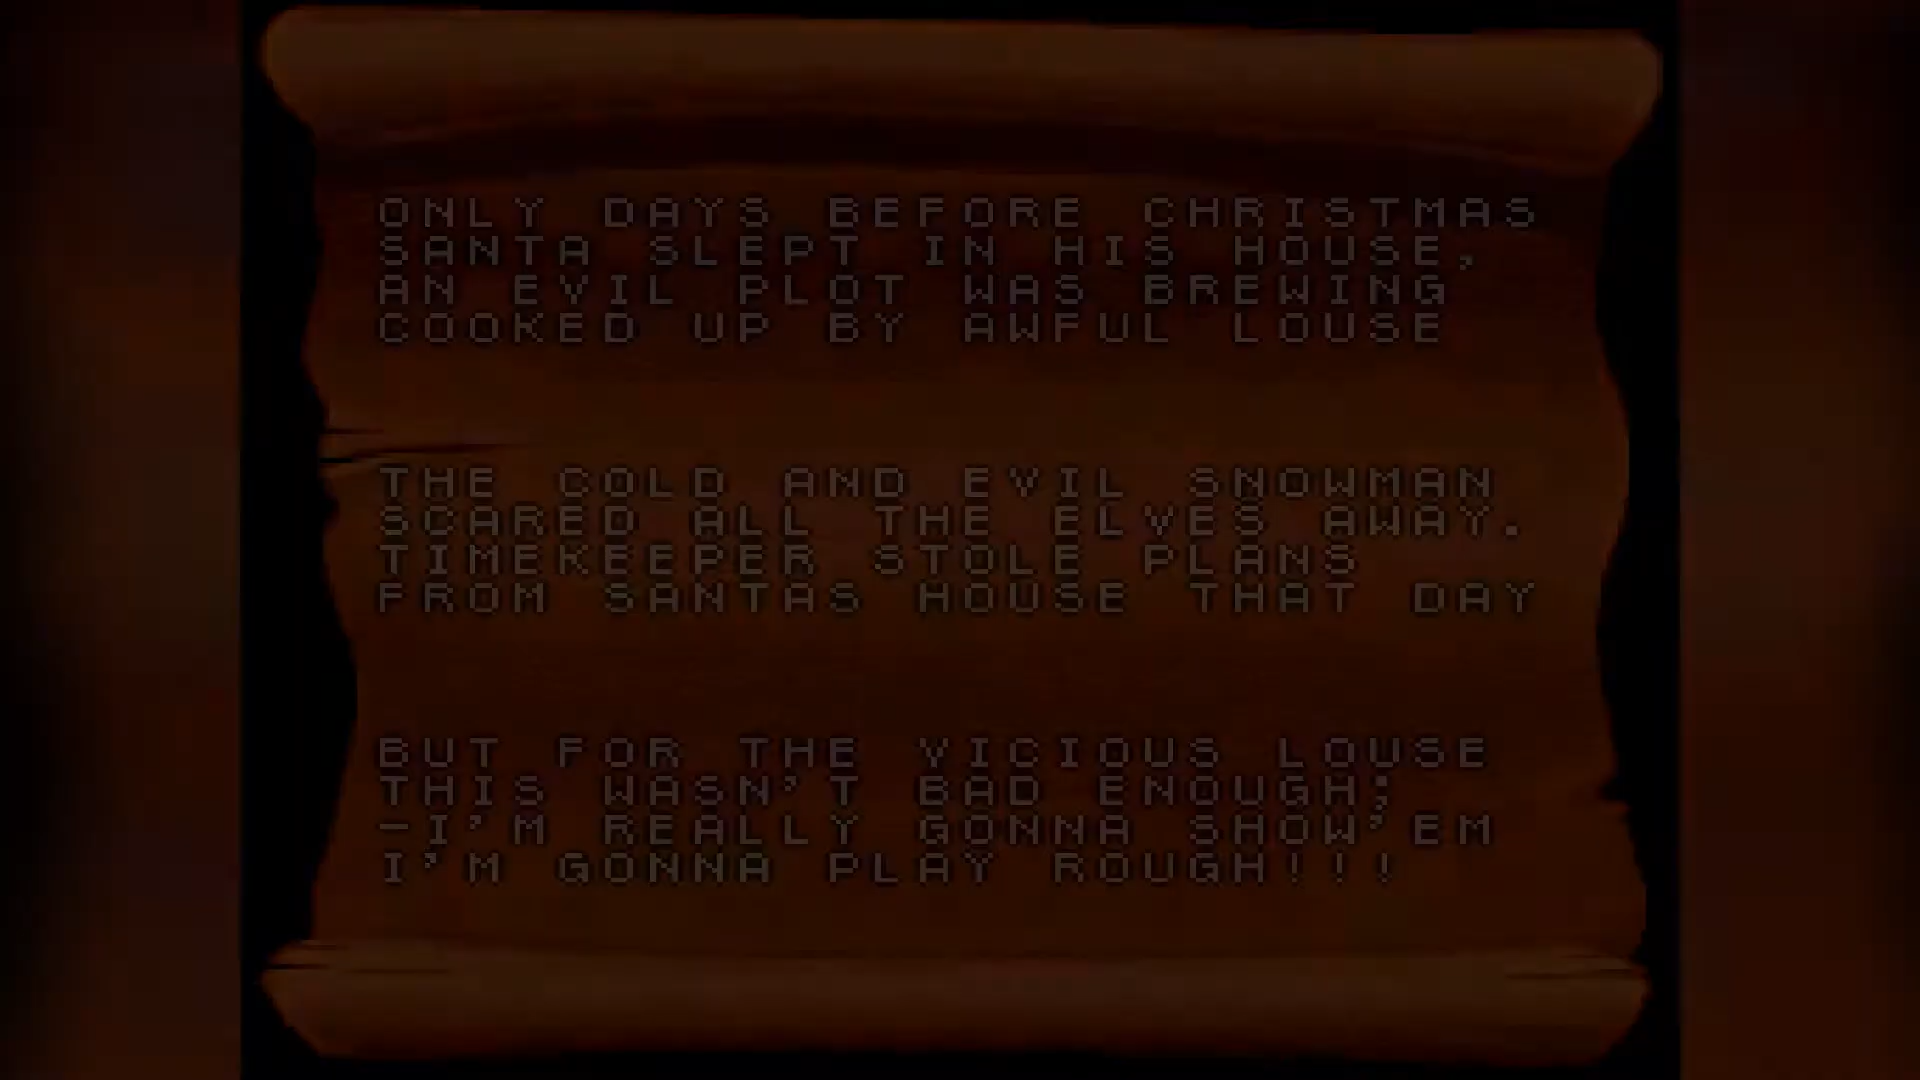 ONLY DAYS BEFORE CHRISTMAS
SANTA SLEPT IN HIS HOUSE,
AN EVIL PLOT WAS BREWING
COOKED UP BY AWFUL LOUSE
THE COLD AND EVIL SNOWMAN
SCARED ALL THE ELVES AWAY.
TIMEKEEPER STOLE PLANS
FROM SANTAS HOUSE THAT DAY
BUT FOR THE VICIOUS LOUSE
THIS WASN'T BAD ENOUGH;
-I'M REALLY GONNA SHOW'EM
I'M GONNA PLAY ROUGH!!!